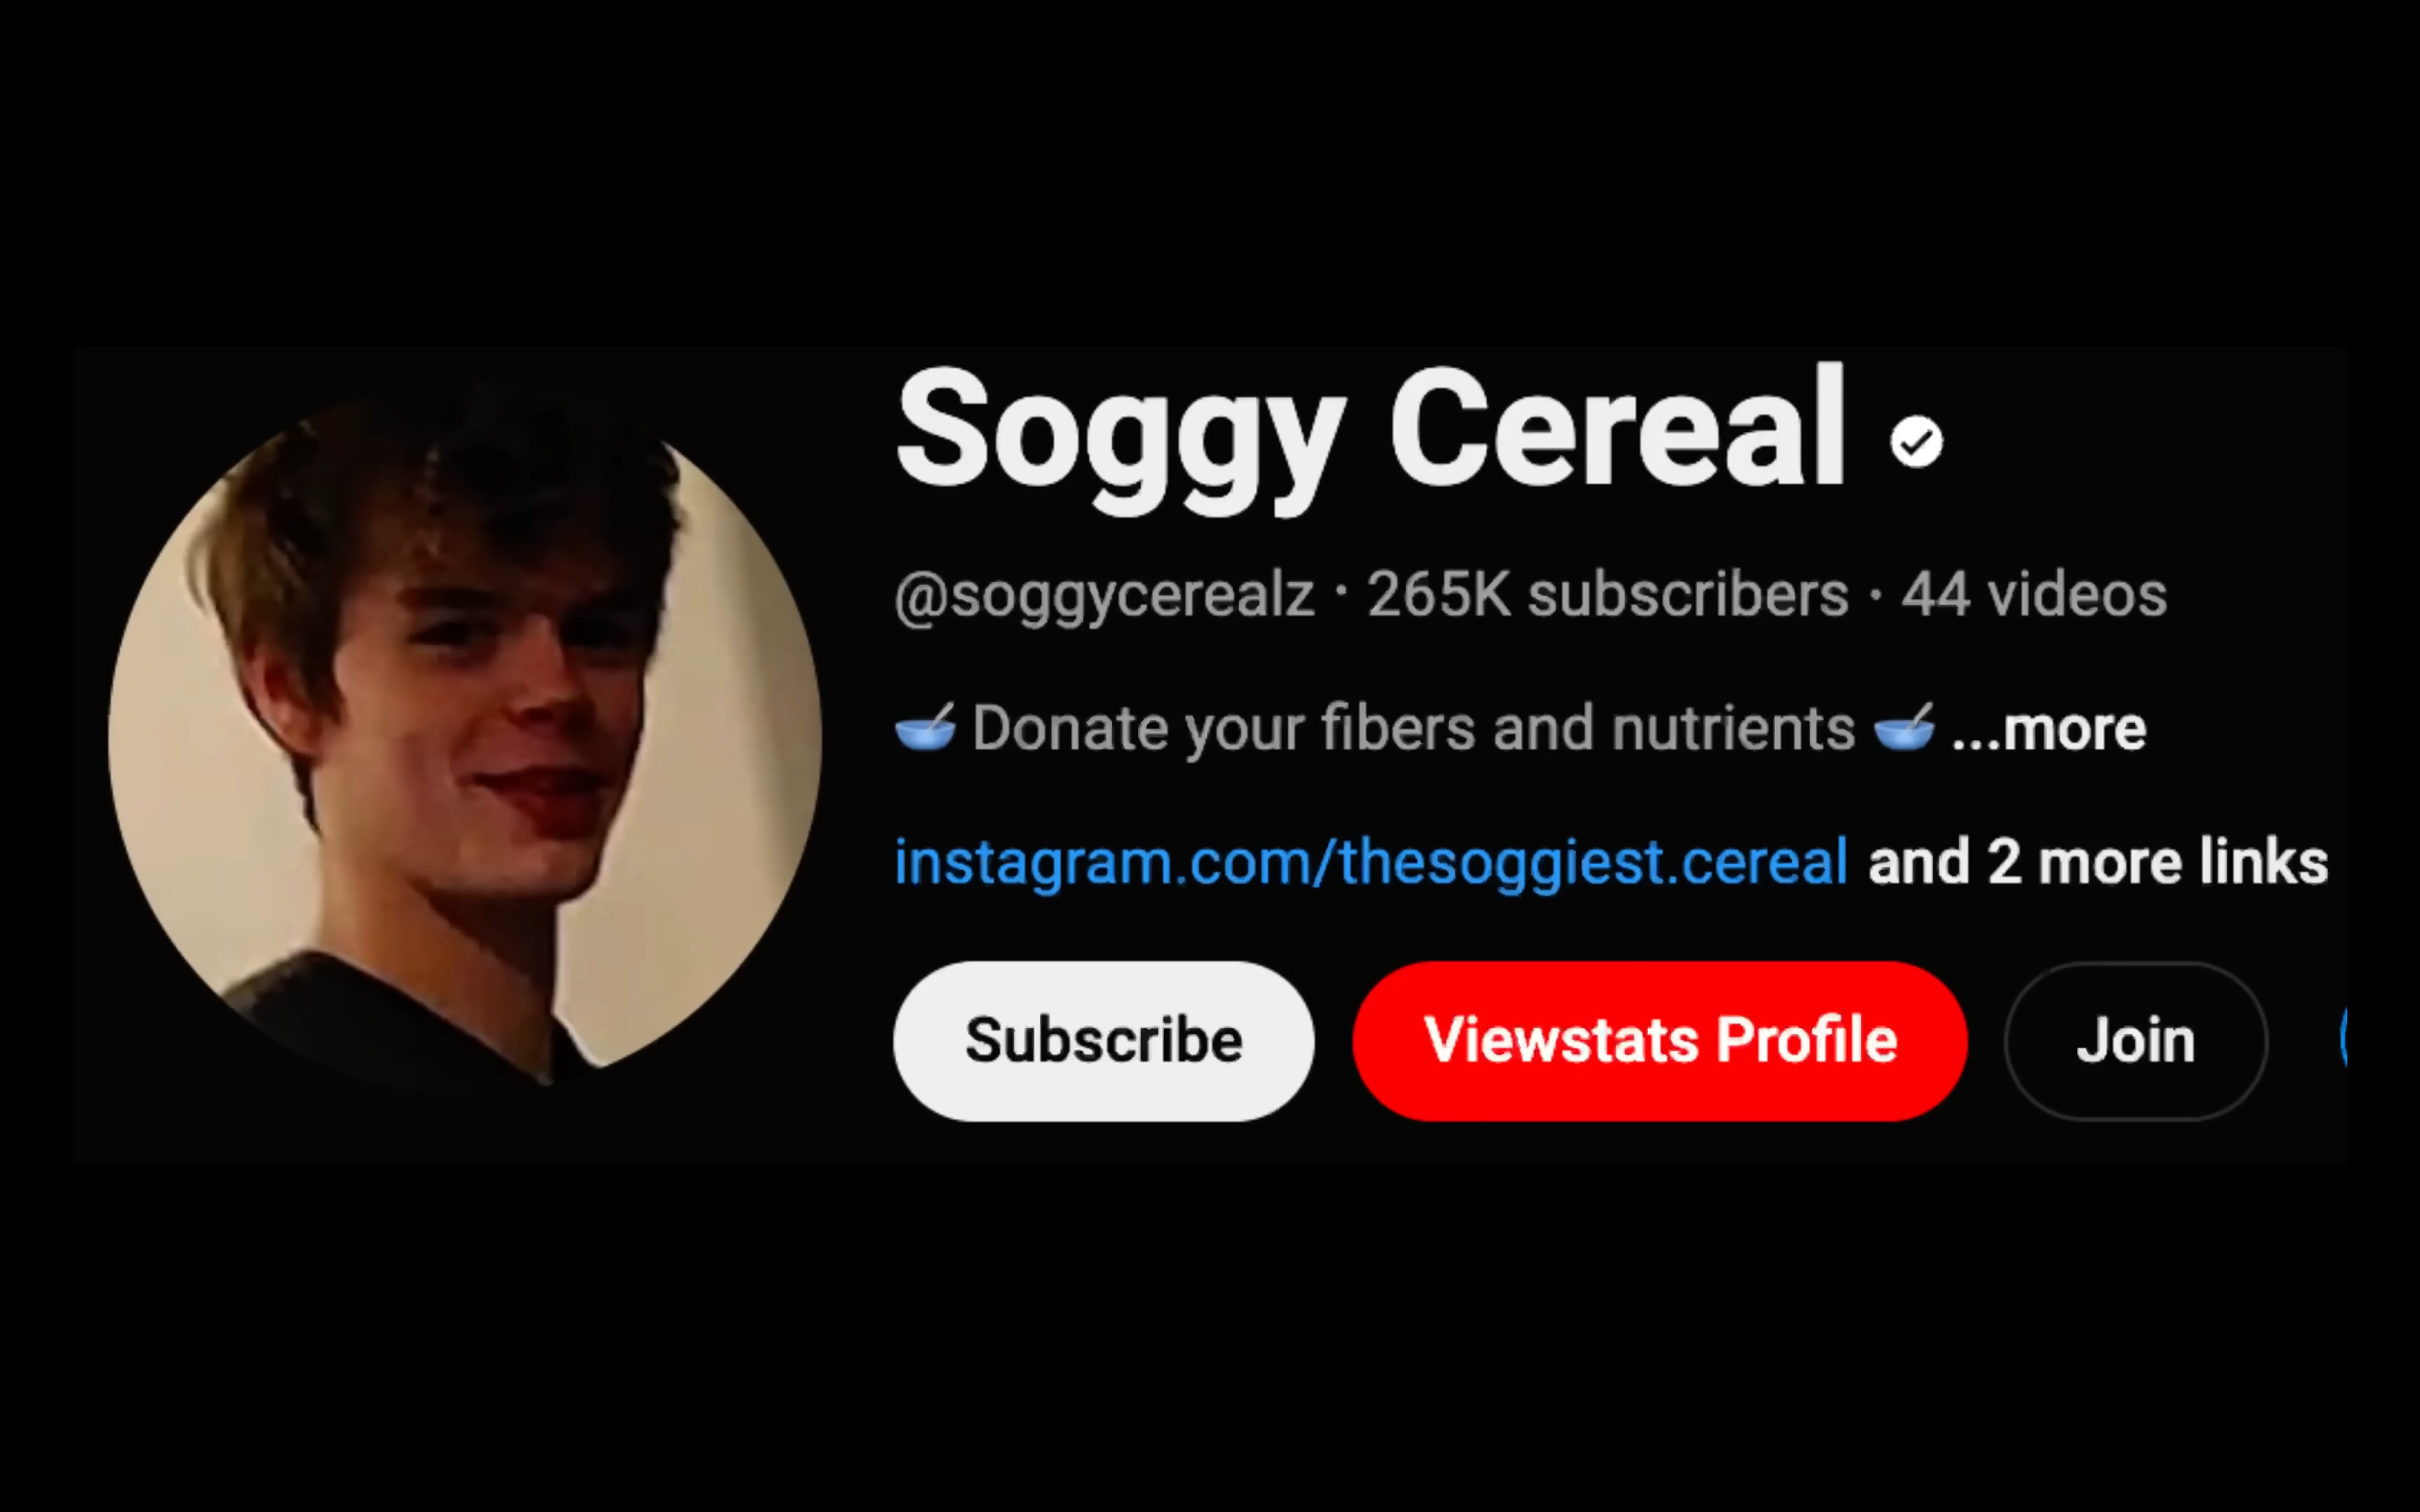 Soggy Cereal
@soggycerealz · 265K subscribers · 44 videos
🥣 Donate your fibers and nutrients 🥣 ...more
instagram.com/thesoggiest.cereal and 2 more links
Subscribe Viewstats Profile Join